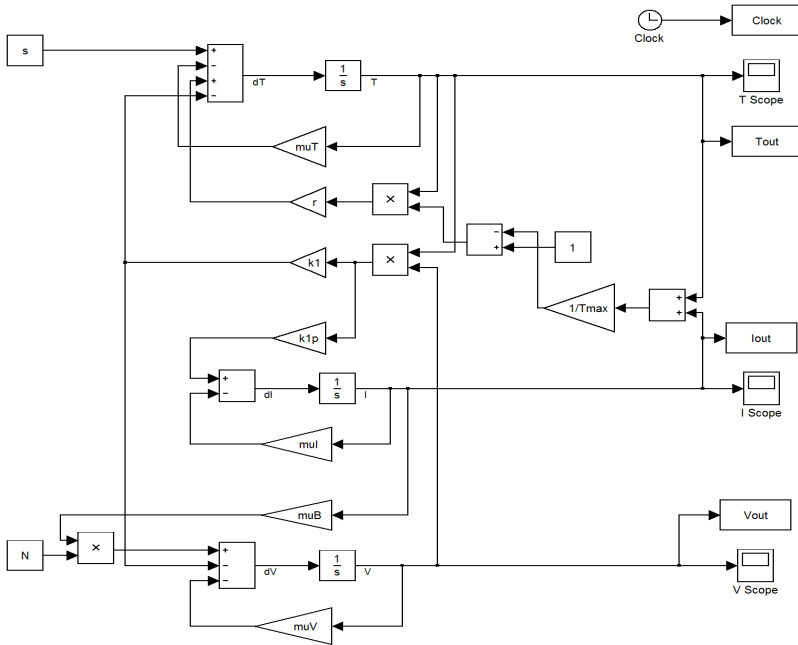 Clock
Clock
s
+
−
+
−
dT
1
s
T
T Scope
muT
Tout
r
×
−
+
1
k1
×
1/Tmax
+
+
k1p
Iout
+
−
dI
1
s
I
I Scope
muI
muB
Vout
N
×
+
−
−
dV
1
s
V
V Scope
muV